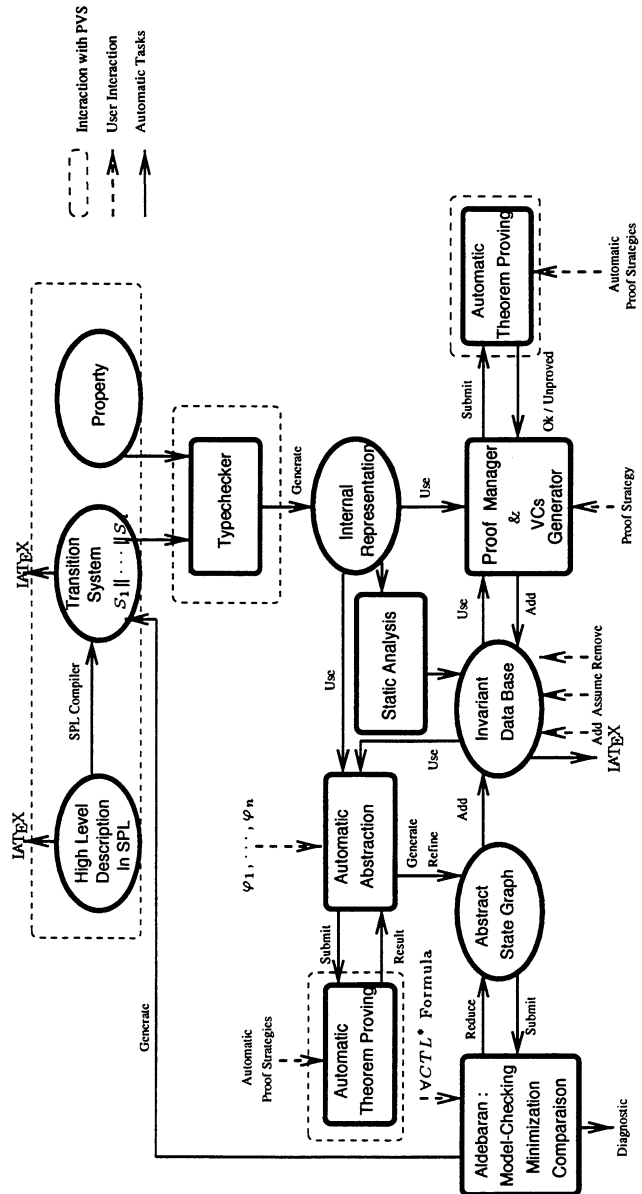 Interaction with PVS
User Interaction
Automatic Tasks
LATEX
LATEX
High Level
Description
In SPL
SPL Compiler
Transition
System
S1 || · · · || Sn
Property
Typechecker
Generate
Generate
Internal
Representation
Use
Use
Static Analysis
φ1, · · · , φn
Automatic
Abstraction
Submit
Result
Automatic
Proof Strategies
Automatic
Theorem Proving
Generate
Refine
Use
∀CTL* Formula
Aldebaran :
Model-Checking
Minimization
Comparaison
Diagnostic
Reduce
Submit
Abstract
State Graph
Add
Invariant
Data Base
Add Assume Remove
LATEX
Use
Add
Proof Manager
&
VCs
Generator
Proof Strategy
Submit
Ok / Unproved
Automatic
Theorem Proving
Automatic
Proof Strategies